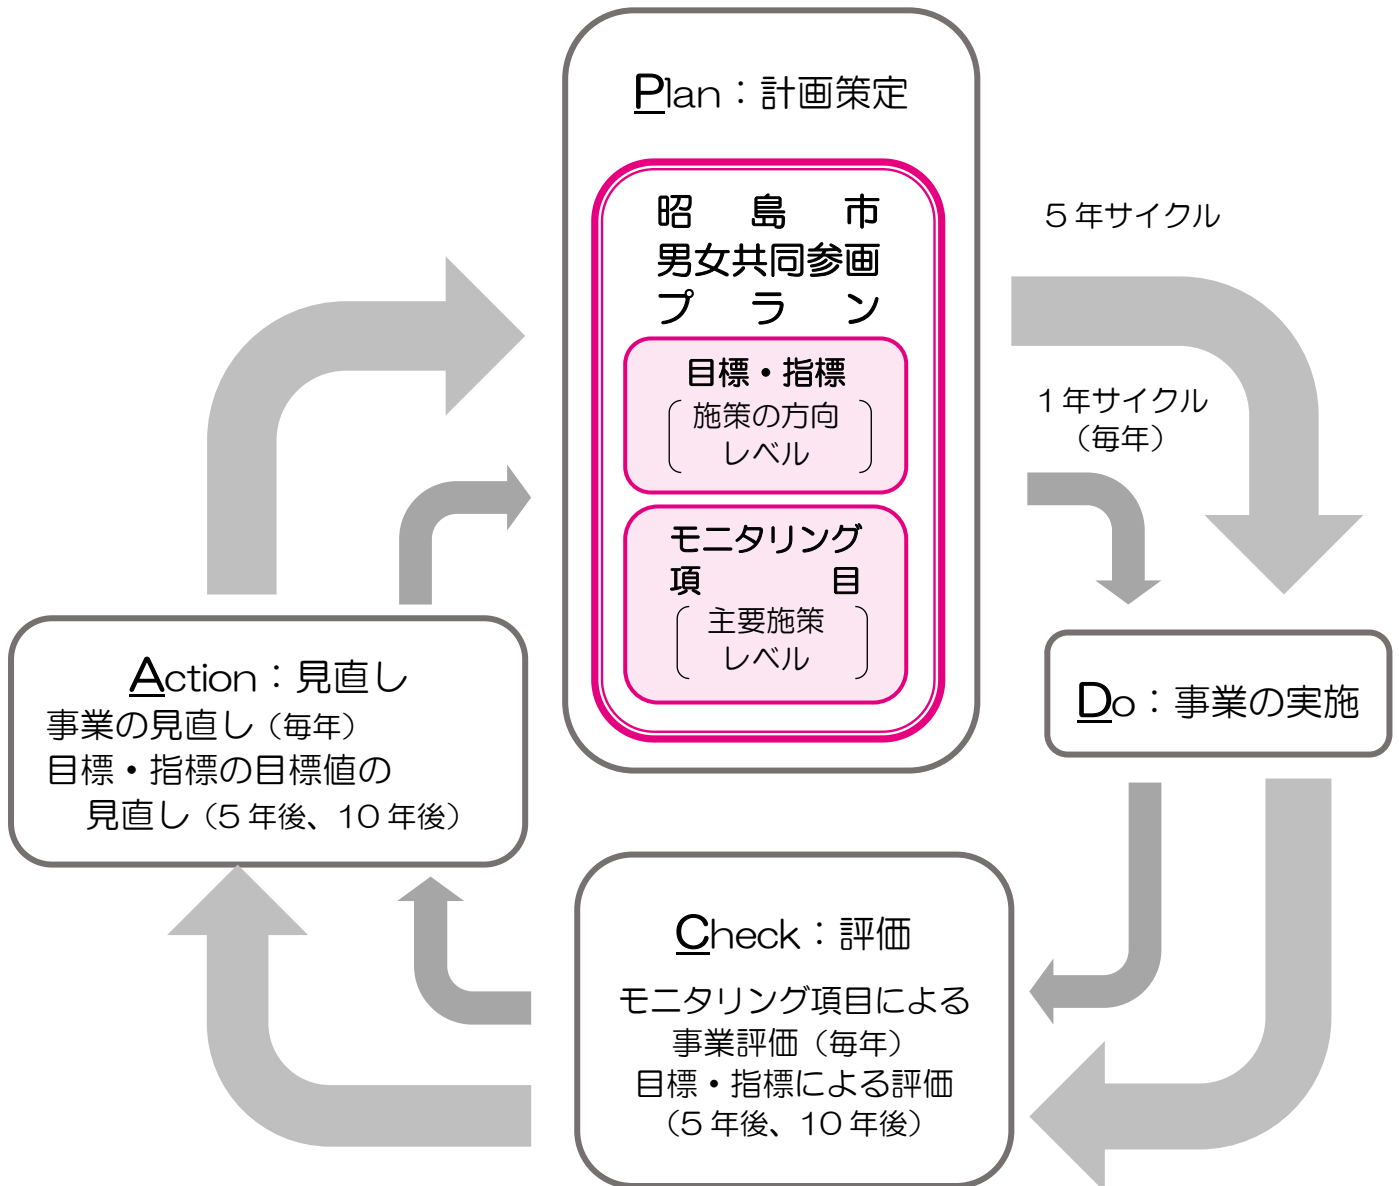 Plan：計画策定
昭島市
男女共同参画
プラン
目標・指標
施策の方向
レベル
モニタリング
項目
主要施策
レベル
５年サイクル
１年サイクル
（毎年）
Do：事業の実施
Check：評価
モニタリング項目による
事業評価（毎年）
目標・指標による評価
（５年後、１０年後）
Action：見直し
事業の見直し（毎年）
目標・指標の目標値の
見直し（５年後、１０年後）